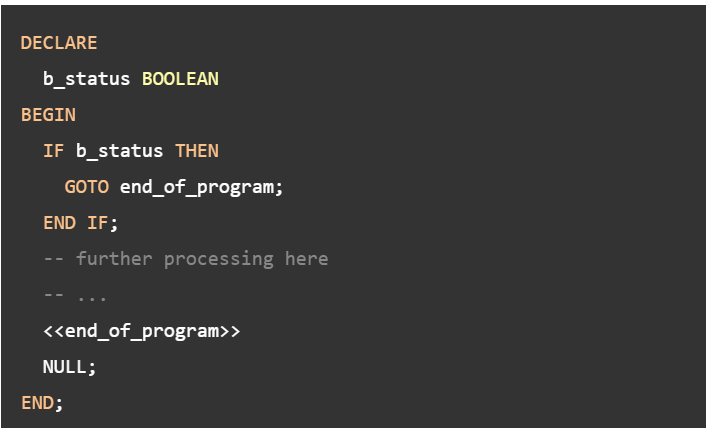 DECLARE
  b_status BOOLEAN
BEGIN
  IF b_status THEN
    GOTO end_of_program;
  END IF;
  -- further processing here
  -- ...
  <<end_of_program>>
  NULL;
END;